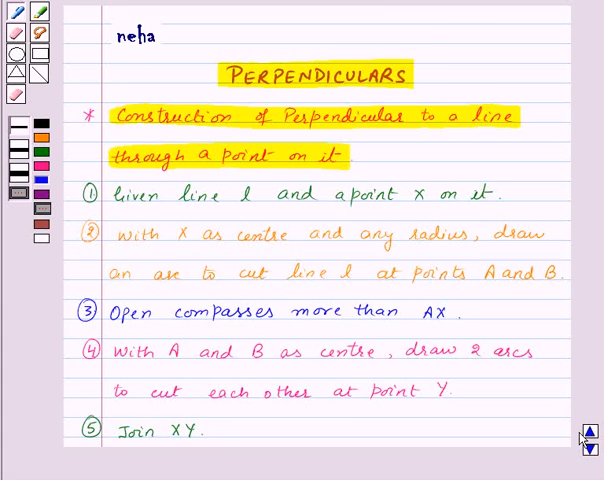 neha
PERPENDICULARS
* Construction of Perpendicular to a line
through a point on it.
① Given line l and a point X on it.
② With X as centre and any radius, draw
an arc to cut line l at points A and B.
③ Open compasses more than AX.
④ With A and B as centre, draw 2 arcs
to cut each other at point Y.
⑤ Join XY.